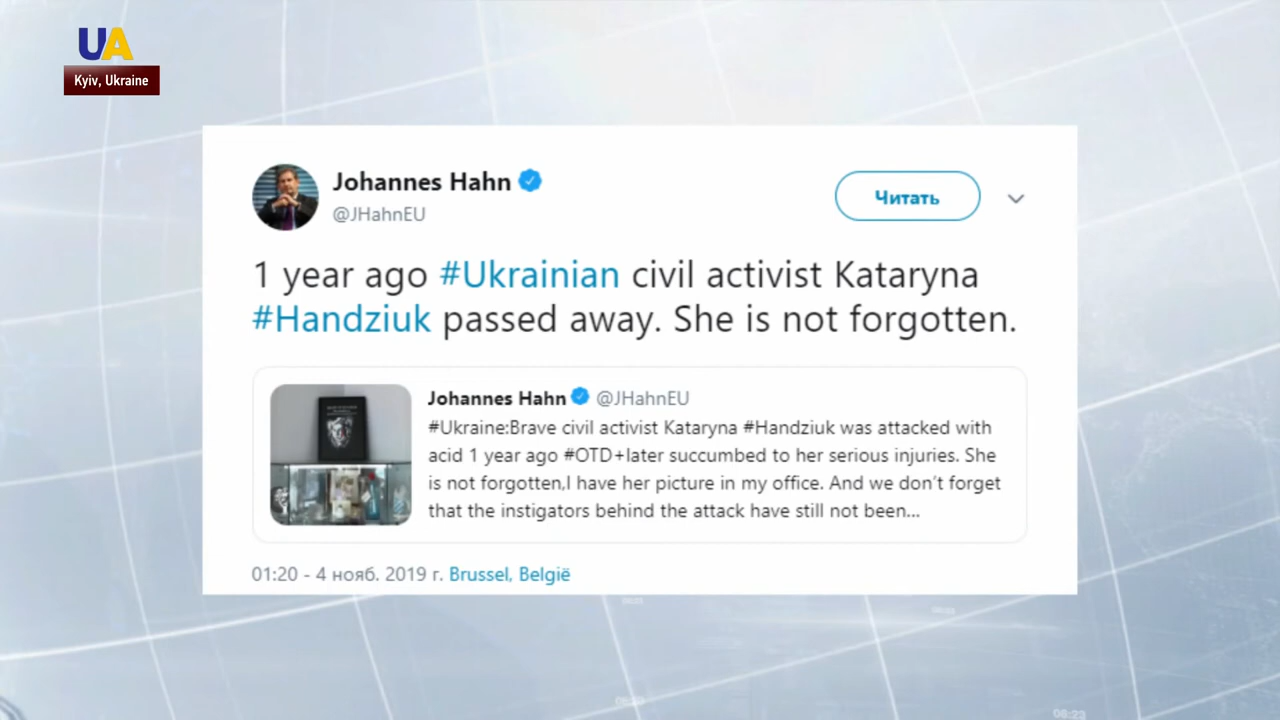 UA
Kyiv, Ukraine
Johannes Hahn
@JHahnEU
Читать
1 year ago #Ukrainian civil activist Kataryna
#Handziuk passed away. She is not forgotten.
Johannes Hahn @JHahnEU
#Ukraine:Brave civil activist Kataryna #Handziuk was attacked with
acid 1 year ago #OTD+later succumbed to her serious injuries. She
is not forgotten,I have her picture in my office. And we don't forget
that the instigators behind the attack have still not been...
01:20 - 4 нояб. 2019 г. Brussel, België